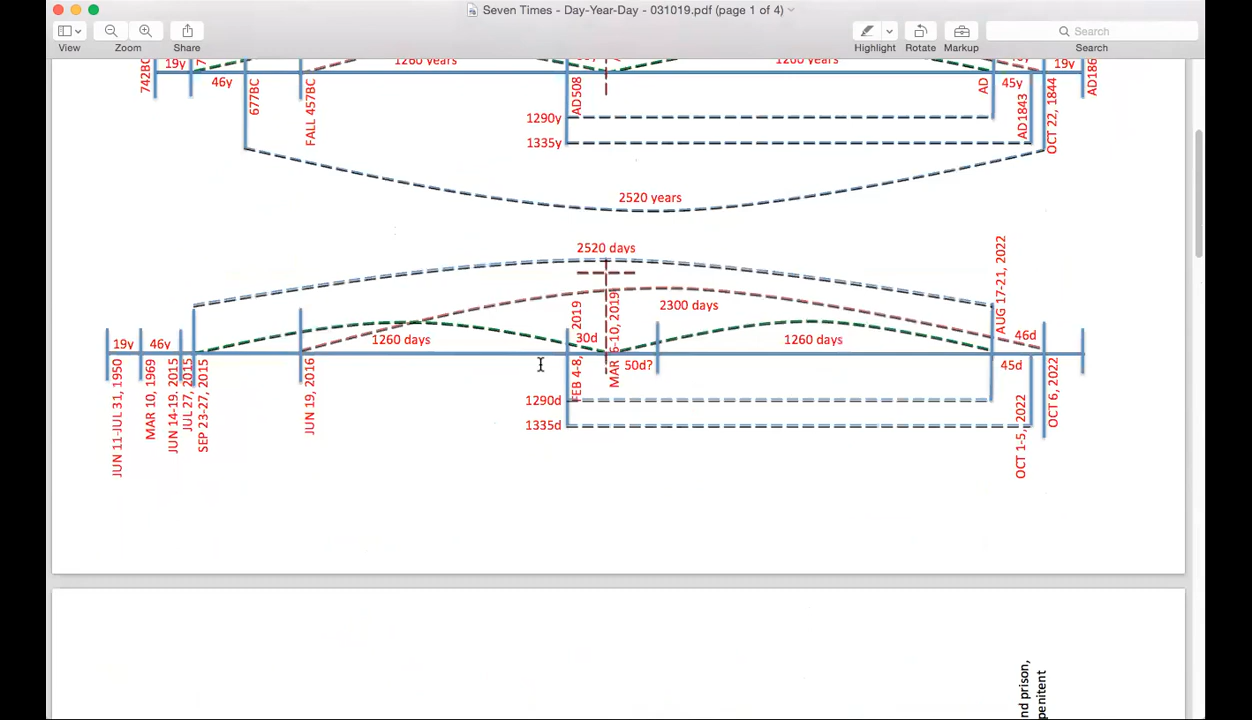 Seven Times - Day-Year-Day - 031019.pdf (page 1 of 4)
View
Zoom
Share
Highlight
Rotate
Markup
Search
Search
742BC
19y
46y
677BC
FALL 457BC
1260 years
AD508
1260 years
AD
45y
19y
AD1843
OCT 22, 1844
1290y
1335y
2520 years
2520 days
2300 days
AUG 17-21, 2022
19y
46y
1260 days
30d
50d?
1260 days
46d
45d
JUN 11-JUL 31, 1950
MAR 10, 1969
JUN 14-19, 2015
JUL 27, 2015
SEP 23-27, 2015
JUN 19, 2016
FEB 4-8, 2019
MAR 6-10, 2019
1290d
1335d
OCT 1-5, 2022
OCT 6, 2022
nd prison,
penitent